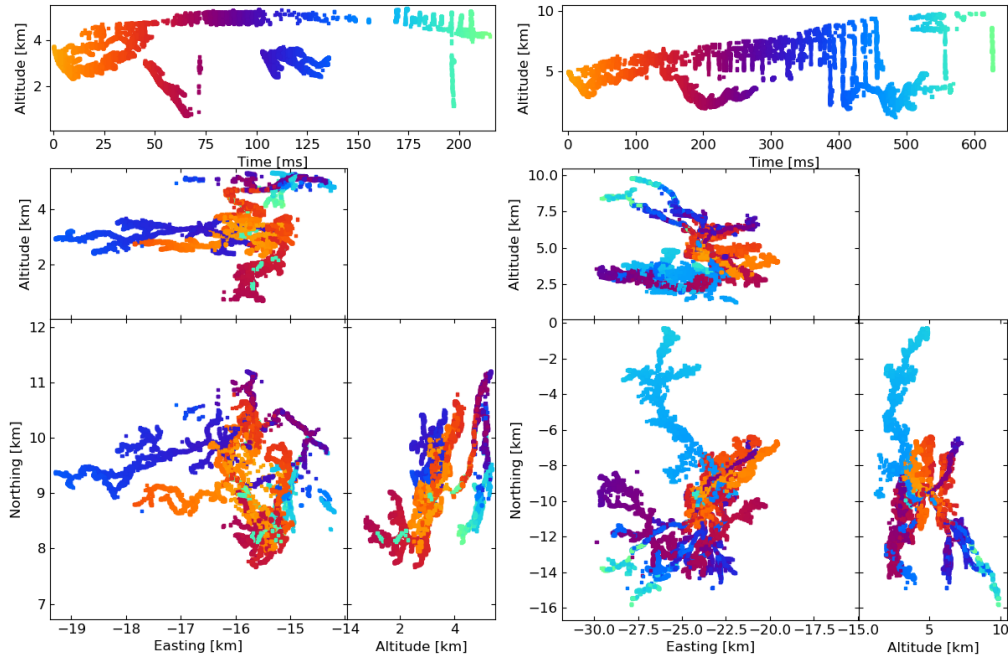 4
2
Altitude [km]
0 25 50 75 100 125 150 175 200
Time [ms]
10
5
Altitude [km]
0 100 200 300 400 500 600
Time [ms]
4
2
Altitude [km]
10.0
7.5
5.0
2.5
Altitude [km]
12
11
10
9
8
7
Northing [km]
−19 −18 −17 −16 −15 −14
Easting [km]
2 4
Altitude [km]
0
−2
−4
−6
−8
−10
−12
−14
−16
Northing [km]
−30.0 −27.5 −25.0 −22.5 −20.0 −17.5 −15.0
Easting [km]
5 10
Altitude [km]